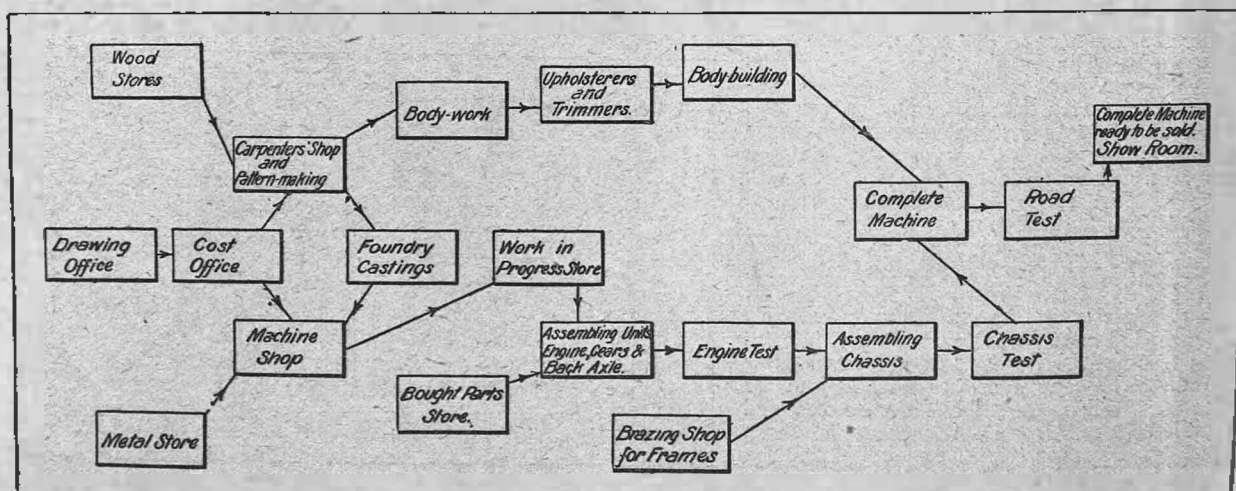 Wood
Stores
Body-work
Upholsterers
and
Trimmers.
Body-building
Complete Machine
ready to be sold.
Show Room.
Carpenters' Shop
and
Pattern-making
Complete
Machine
Road
Test
Drawing
Office
Cost
Office
Foundry
Castings
Work in
Progress Store
Machine
Shop
Assembling Units
Engine, Gears &
Back Axle.
Engine Test
Assembling
Chassis
Chassis
Test
Bought Parts
Store.
Metal Store
Brazing Shop
for Frames